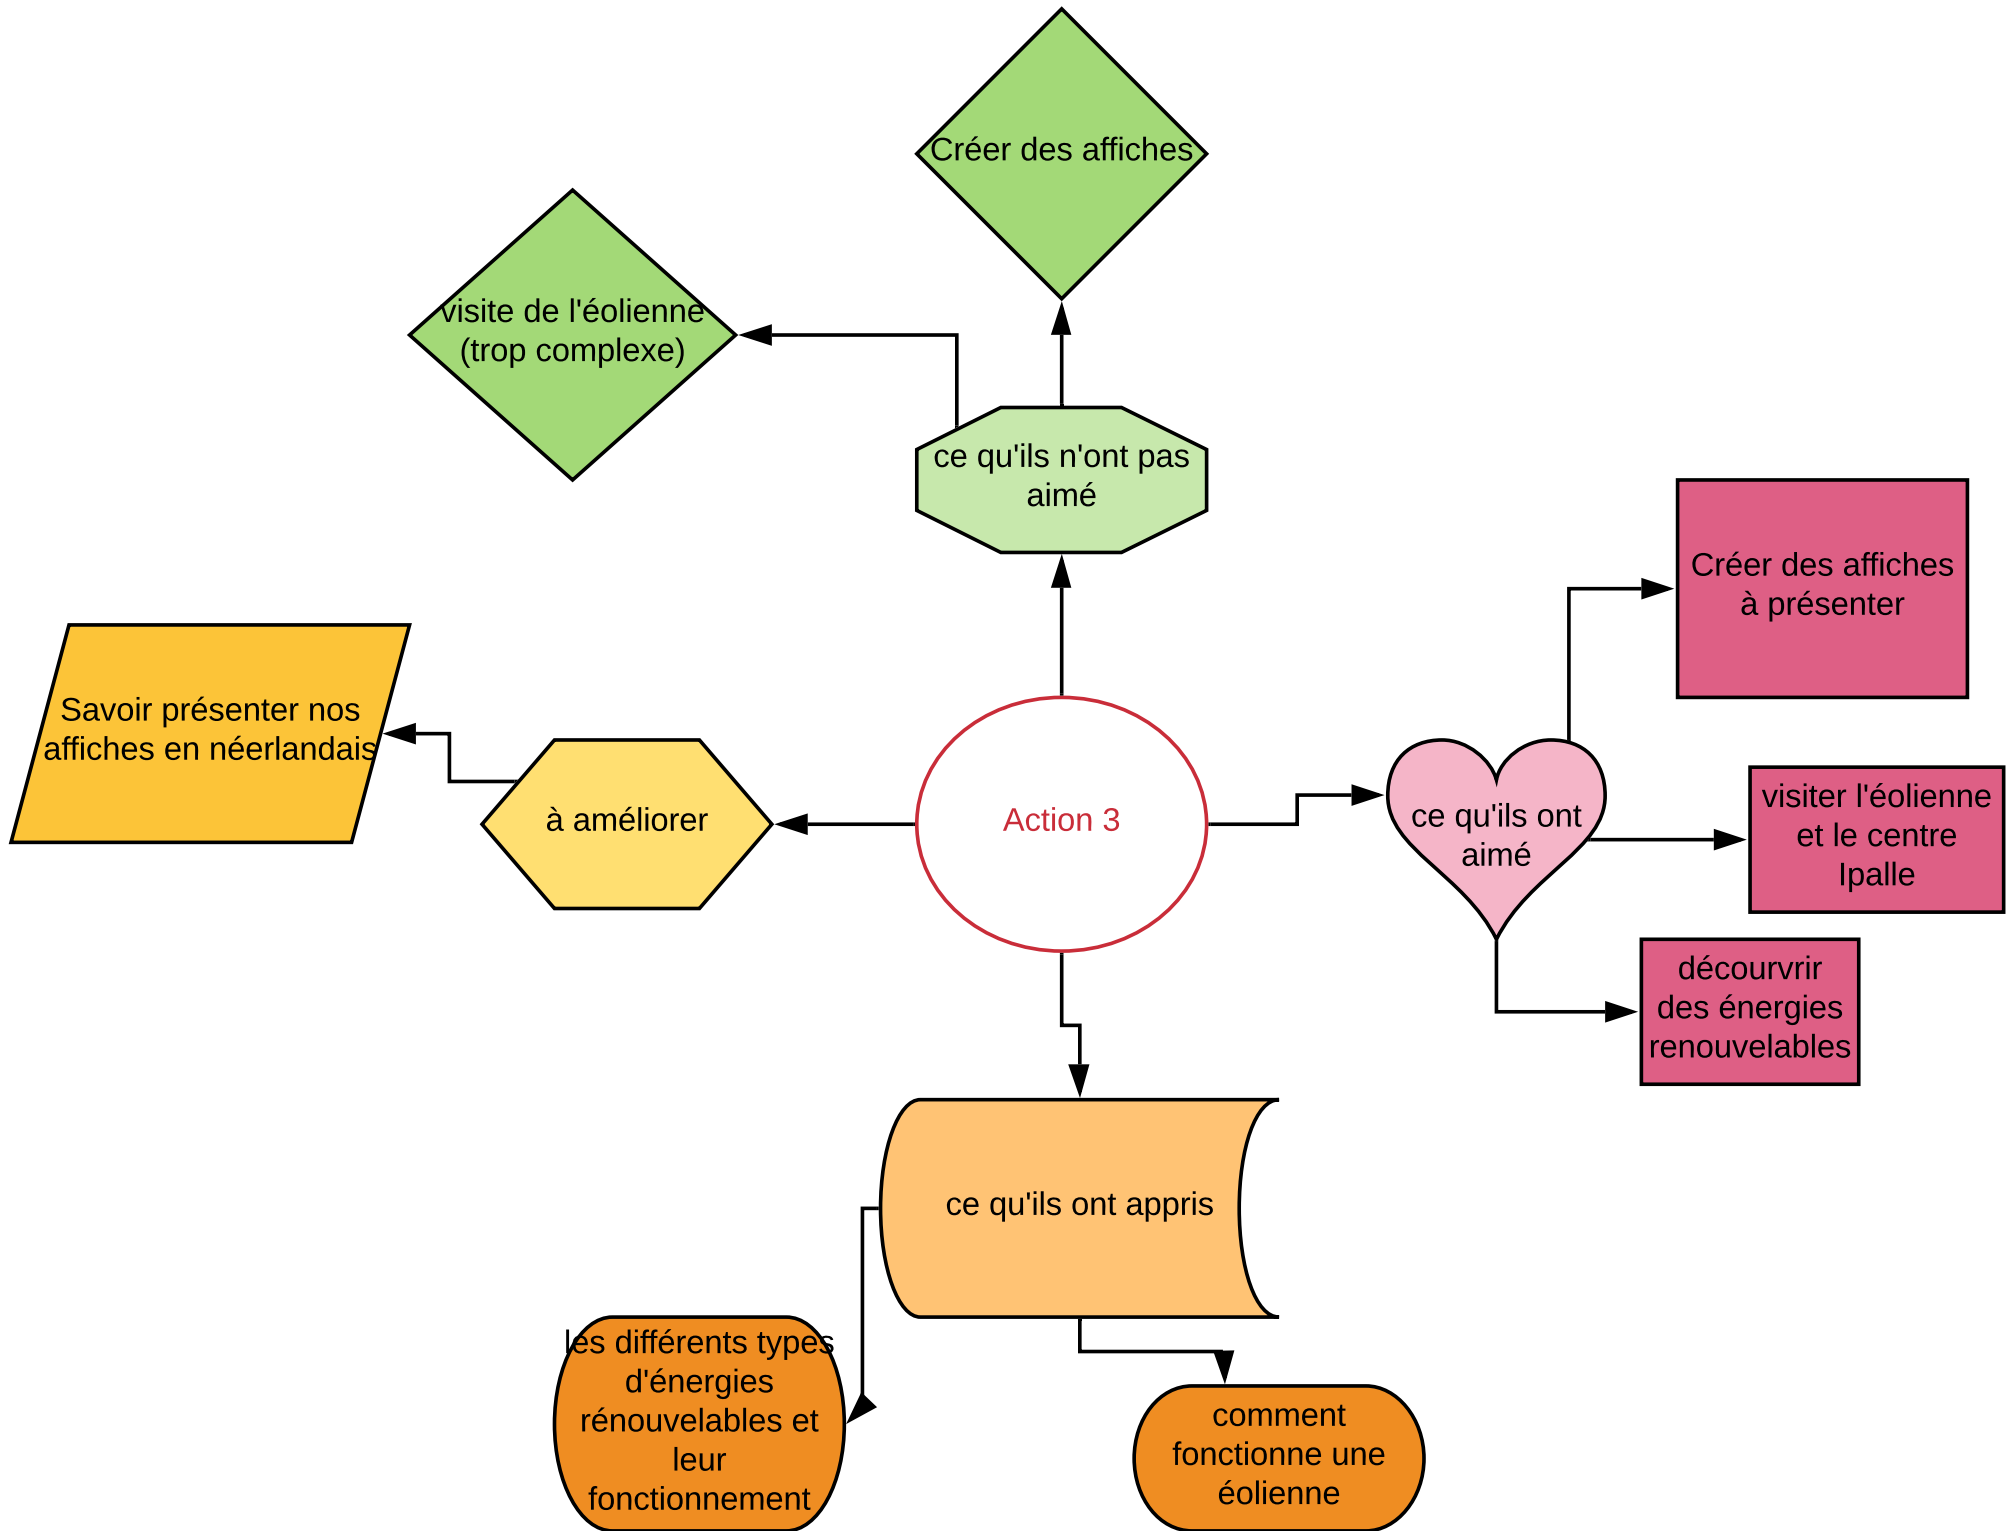 Créer des affiches
visite de l'éolienne
(trop complexe)
ce qu'ils n'ont pas
aimé
Créer des affiches
à présenter
Savoir présenter nos
affiches en néerlandais
à améliorer
Action 3
ce qu'ils ont
aimé
visiter l'éolienne
et le centre
Ipalle
décourvrir
des énergies
renouvelables
ce qu'ils ont appris
les différents types
d'énergies
rénouvelables et
leur
fonctionnement
comment
fonctionne une
éolienne